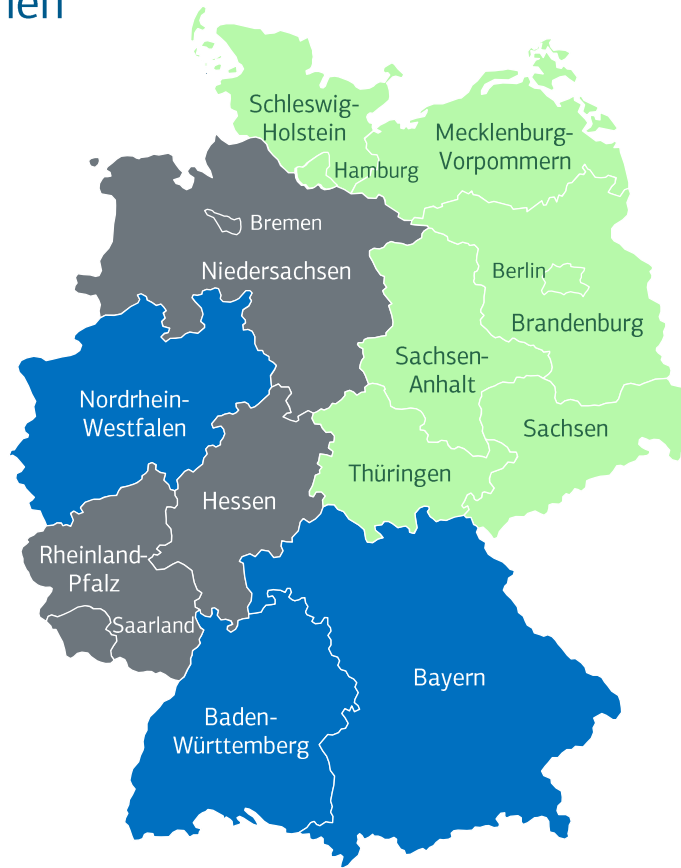 Schleswig-
Holstein
Mecklenburg-
Vorpommern
Hamburg
Bremen
Niedersachsen
Berlin
Brandenburg
Sachsen-
Anhalt
Nordrhein-
Westfalen
Sachsen
Thüringen
Hessen
Rheinland-
Pfalz
Saarland
Bayern
Baden-
Württemberg